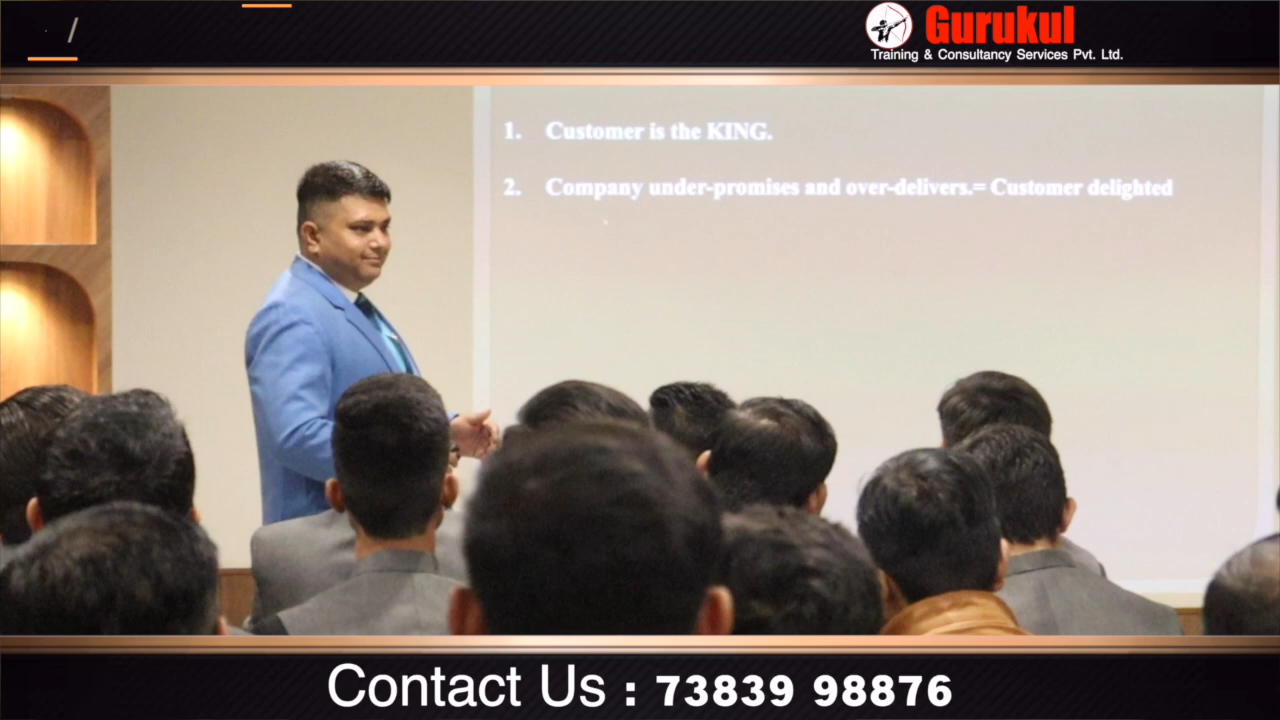 /
Gurukul
Training & Consultancy Services Pvt. Ltd.
1. Customer is the KING.
2. Company under-promises and over-delivers.= Customer delighted
Contact Us : 73839 98876